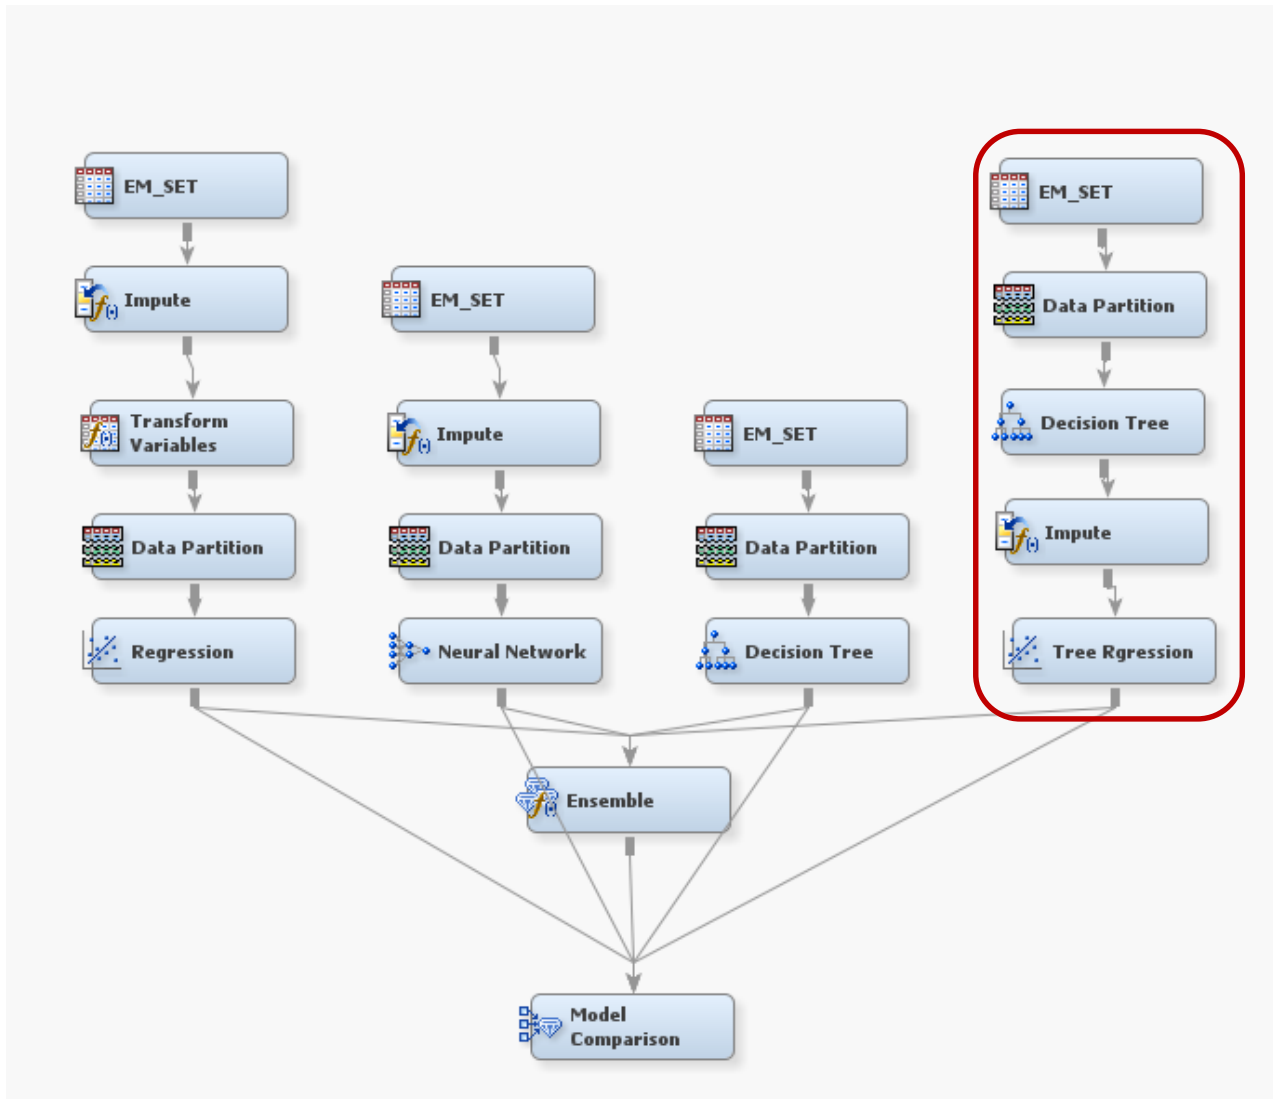 EM_SET
Impute
Transform
Variables
Data Partition
Regression
EM_SET
Impute
Data Partition
Neural Network
EM_SET
Data Partition
Decision Tree
EM_SET
Data Partition
Decision Tree
Impute
Tree Rgression
Ensemble
Model
Comparison